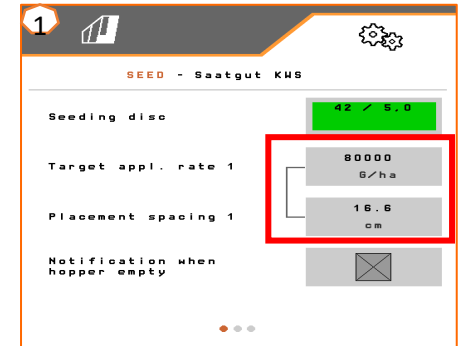 1
SEED - Saatgut KWS
Seeding disc
42 / 5,0
Target appl. rate 1
80000
G/ha
Placement spacing 1
16.6
cm
Notification when
hopper empty